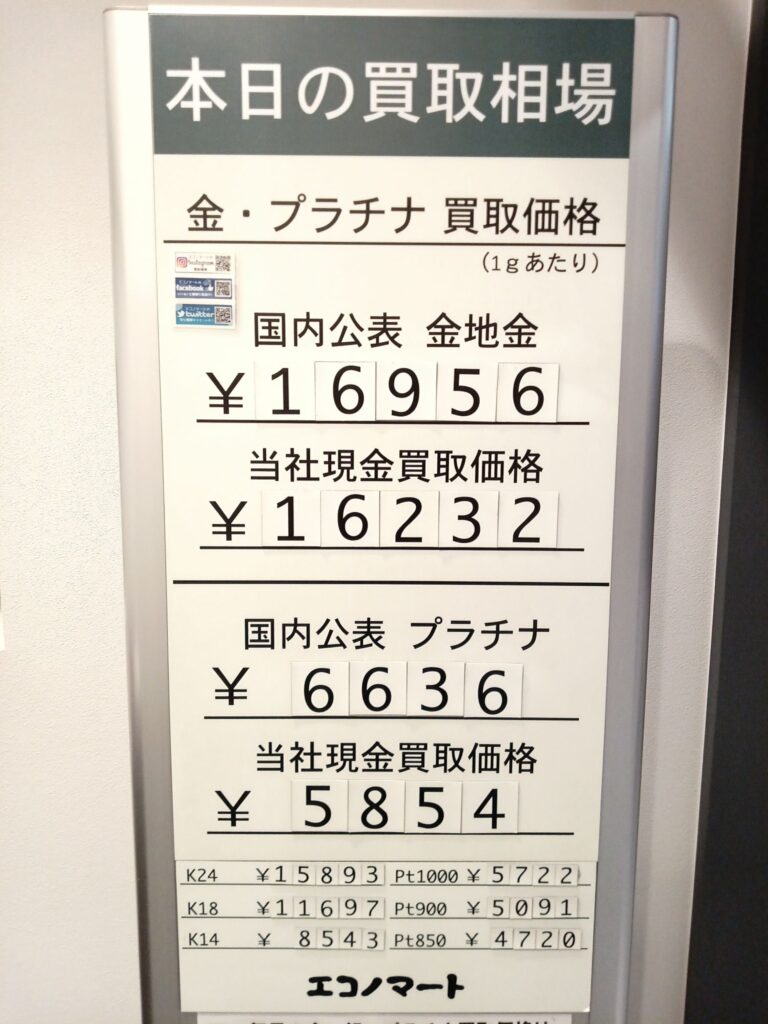 本日の買取相場
金・プラチナ 買取価格
(1gあたり)
Instagram
facebook
twitter
国内公表 金地金
¥16956
当社現金買取価格
¥16232
国内公表 プラチナ
¥ 6636
当社現金買取価格
¥ 5854
K24 ¥15893 Pt1000 ¥5722
K18 ¥11697 Pt900 ¥5091
K14 ¥ 8543 Pt850 ¥4720
エコノマート